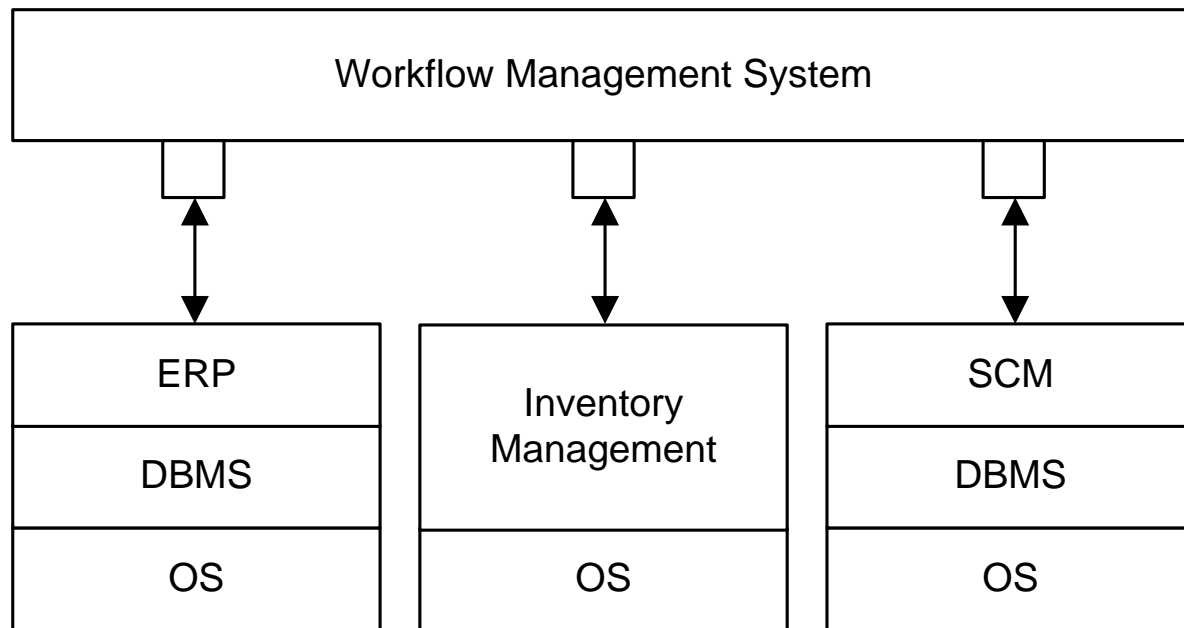 Workflow Management System
ERP
SCM
Inventory
Management
DBMS
DBMS
OS
OS
OS